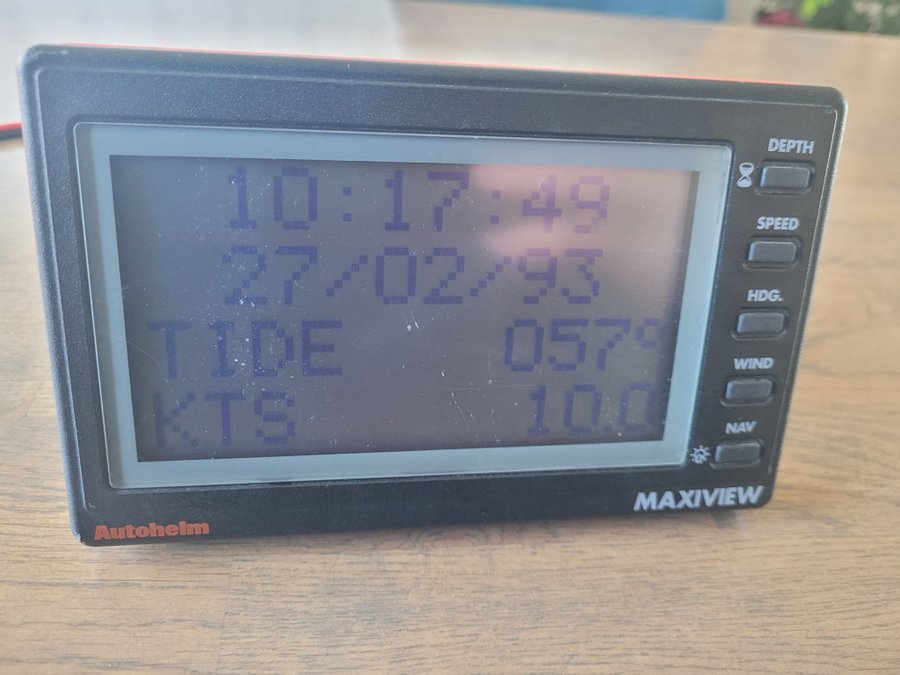 10:17:49
27/02/93
TIDE 057°
KTS 10.0
DEPTH
SPEED
HDG.
WIND
NAV
MAXIVIEW
Autohelm